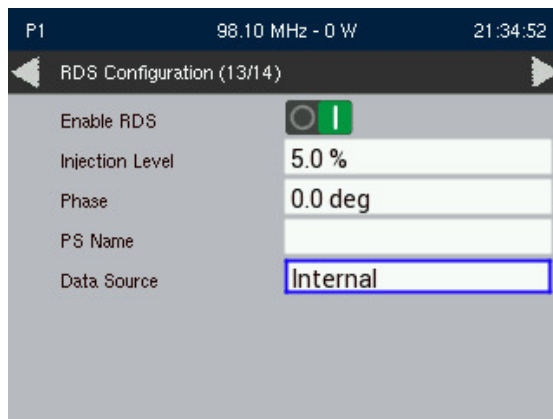 P1 98.10 MHz - 0 W 21:34:52
RDS Configuration (13/14)
Enable RDS
Injection Level 5.0 %
Phase 0.0 deg
PS Name
Data Source Internal